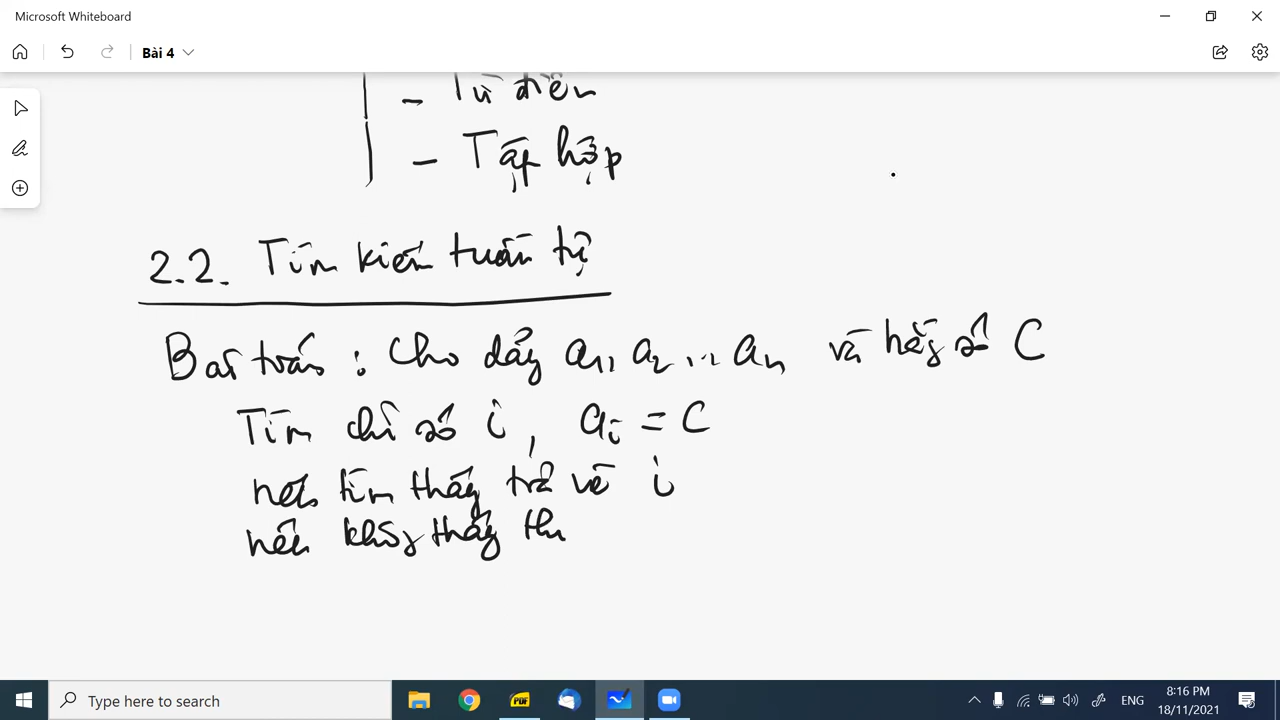 Microsoft Whiteboard
Bài 4
- Từ điển
- Tập hợp
2.2. Tìm kiếm tuần tự
Bài toán : Cho dãy a1, a2 ... an và hằng số C
Tìm chỉ số i, ai = C
nếu tìm thấy trả về i
nếu không thấy th
Type here to search
PDF
ENG
8:16 PM
18/11/2021